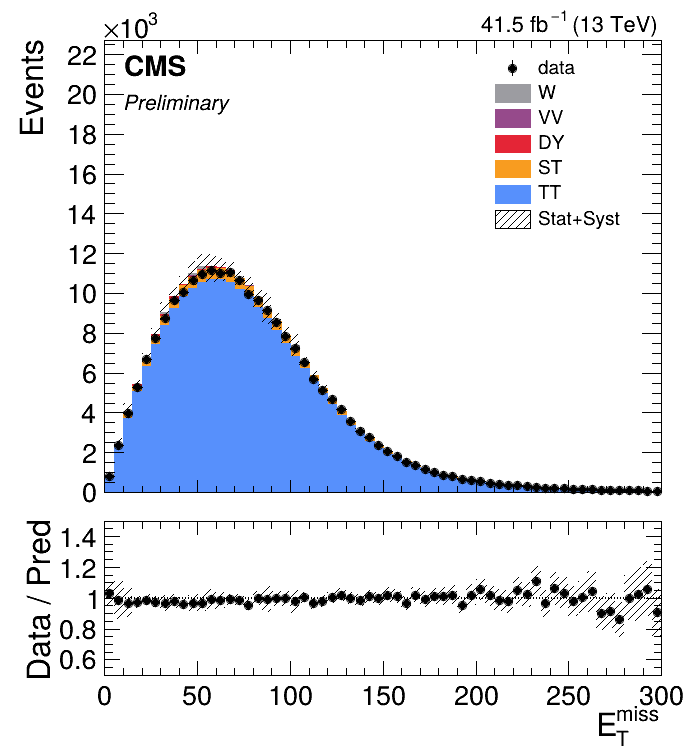 ×10³
41.5 fb⁻¹ (13 TeV)
CMS
Preliminary
data
W
VV
DY
ST
TT
Stat+Syst
Events
22
20
18
16
14
12
10
8
6
4
2
0
Data / Pred
1.4
1.2
1
0.8
0.6
0 50 100 150 200 250 300
E_T^miss